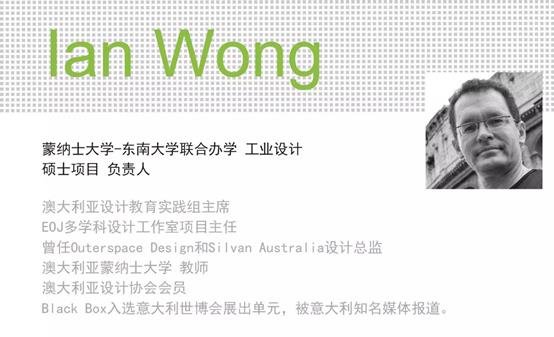 Ian Wong
蒙纳士大学-东南大学联合办学 工业设计
硕士项目 负责人
澳大利亚设计教育实践组主席
EOJ多学科设计工作室项目主任
曾任Outerspace Design和Silvan Australia设计总监
澳大利亚蒙纳士大学 教师
澳大利亚设计协会会员
Black Box入选意大利世博会展出单元，被意大利知名媒体报道。